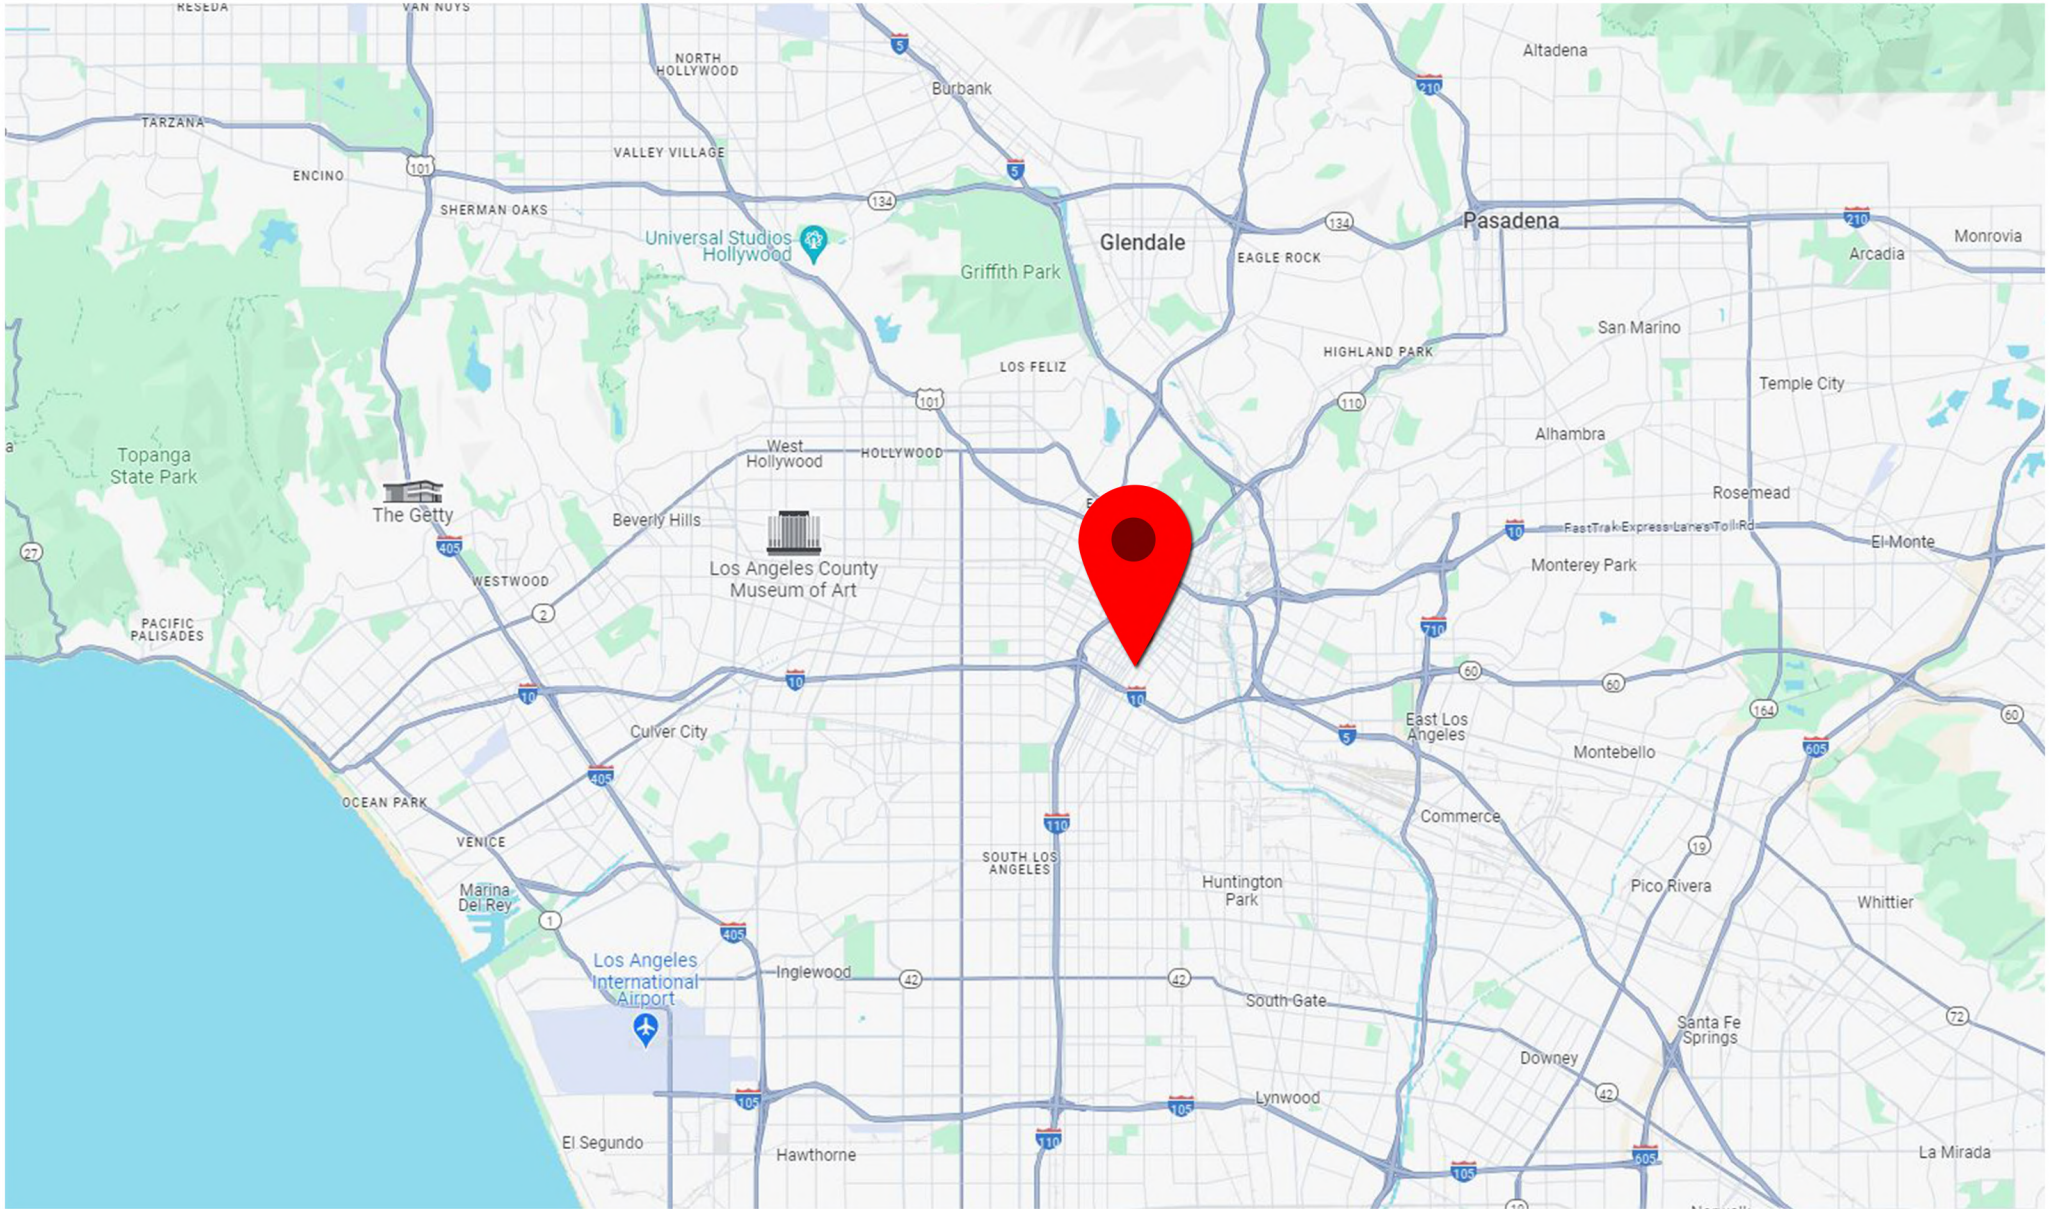 RESEDA
VAN NUYS
5
Altadena
NORTH
HOLLYWOOD
210
Burbank
TARZANA
VALLEY VILLAGE
101
5
ENCINO
134
SHERMAN OAKS
Pasadena
134
210
Universal Studios
Hollywood
Glendale
Monrovia
Arcadia
EAGLE ROCK
Griffith Park
San Marino
HIGHLAND PARK
LOS FELIZ
Temple City
101
110
Alhambra
a
West
Hollywood
HOLLYWOOD
Topanga
State Park
Rosemead
E
The Getty
Beverly Hills
10
FastTrak Express Lanes Toll Rd
El Monte
405
27
Los Angeles County
Museum of Art
Monterey Park
WESTWOOD
2
PACIFIC
PALISADES
710
60
60
10
10
10
164
60
Culver City
East Los
Angeles
5
605
Montebello
405
OCEAN PARK
Commerce
110
VENICE
19
SOUTH LOS
ANGELES
Huntington
Park
Pico Rivera
Marina
Del Rey
Whittier
1
405
Los Angeles
International
Airport
Inglewood
42
42
South Gate
72
Santa Fe
Springs
Downey
42
105
105
Lynwood
El Segundo
110
Hawthorne
605
La Mirada
105
19
Norwalk